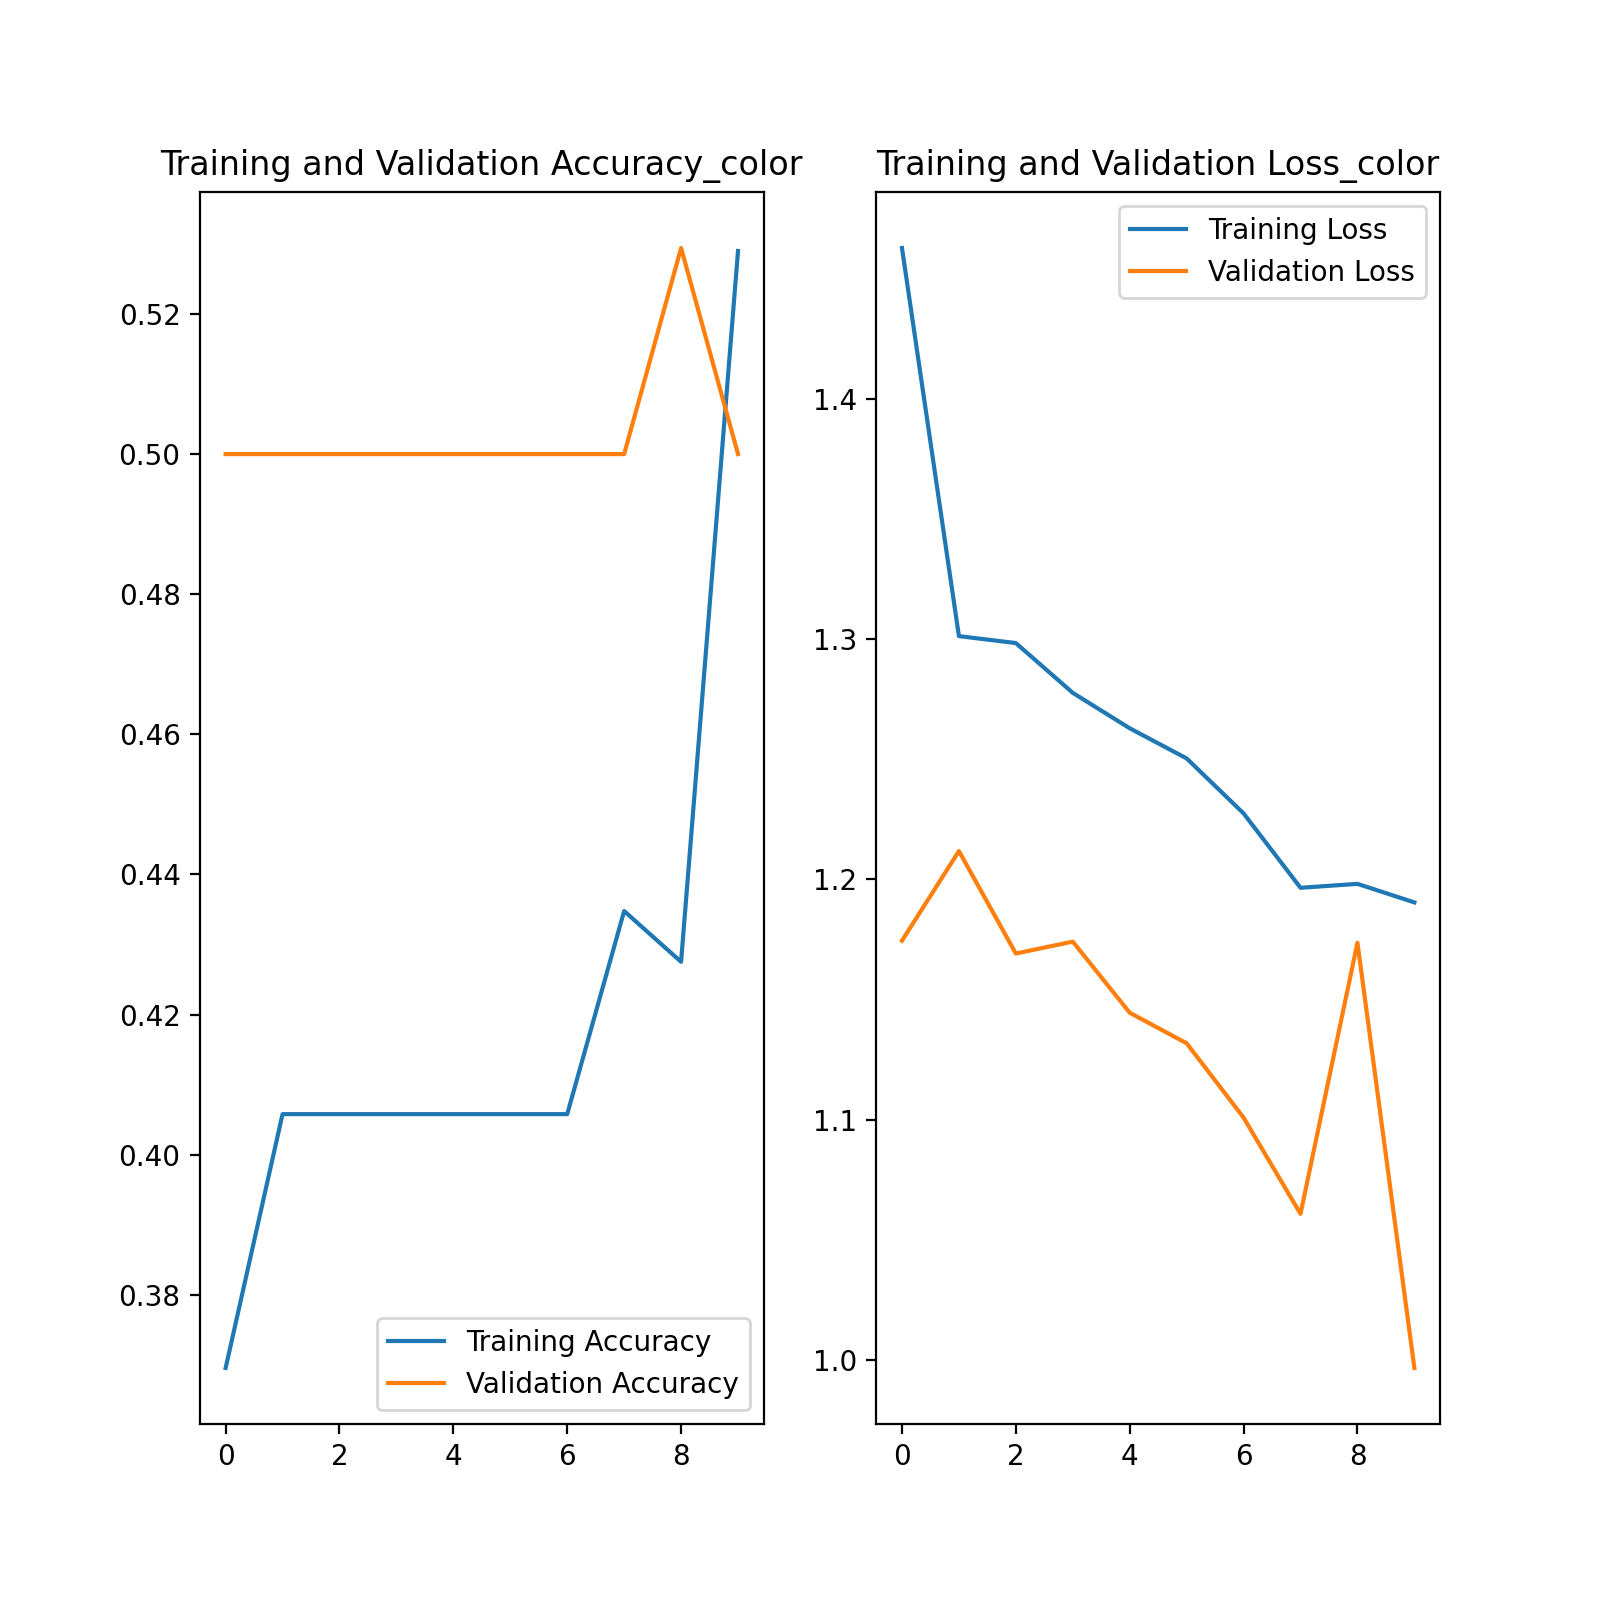 Training and Validation Accuracy_color
0.52
0.50
0.48
0.46
0.44
0.42
0.40
0.38
Training Accuracy
Validation Accuracy
0 2 4 6 8
Training and Validation Loss_color
Training Loss
Validation Loss
1.4
1.3
1.2
1.1
1.0
0 2 4 6 8